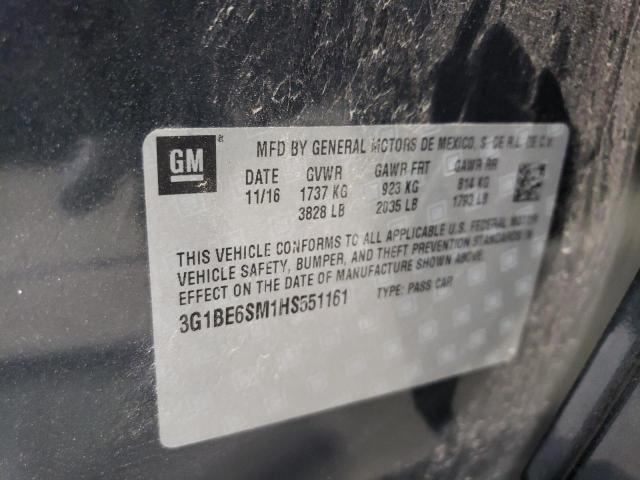 GM
MFD BY GENERAL MOTORS DE MEXICO, S. DE R.L. DE C.V.
DATE GVWR GAWR FRT GAWR RR
11/16 1737 KG 923 KG 814 KG
3828 LB 2035 LB 1793 LB
THIS VEHICLE CONFORMS TO ALL APPLICABLE U.S. FEDERAL MOTOR
VEHICLE SAFETY, BUMPER, AND THEFT PREVENTION STANDARDS IN
EFFECT ON THE DATE OF MANUFACTURE SHOWN ABOVE.
3G1BE6SM1HS551161 TYPE: PASS CAR